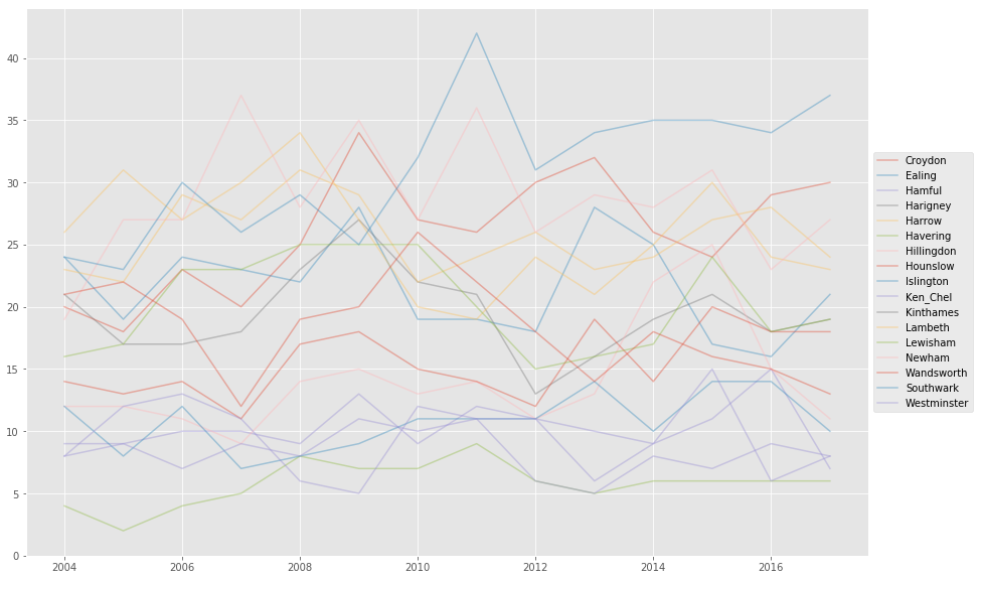 40
35
30
25
20
15
10
5
0
2004 2006 2008 2010 2012 2014 2016
Croydon
Ealing
Hamful
Harigney
Harrow
Havering
Hillingdon
Hounslow
Islington
Ken_Chel
Kinthames
Lambeth
Lewisham
Newham
Wandsworth
Southwark
Westminster